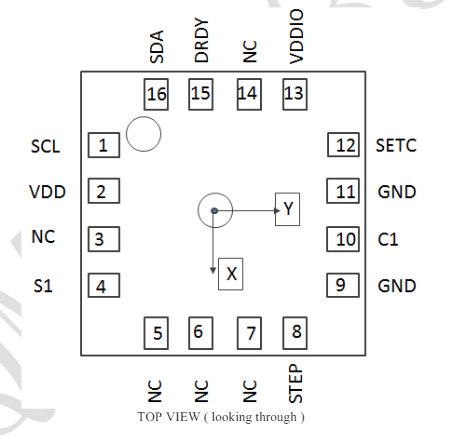 SDA DRDY NC VDDIO
16 15 14 13
SCL 1 12 SETC
VDD 2 11 GND
Y
NC 3 10 C1
X
S1 4 9 GND
5 6 7 8
NC NC NC STEP
TOP VIEW ( looking through )